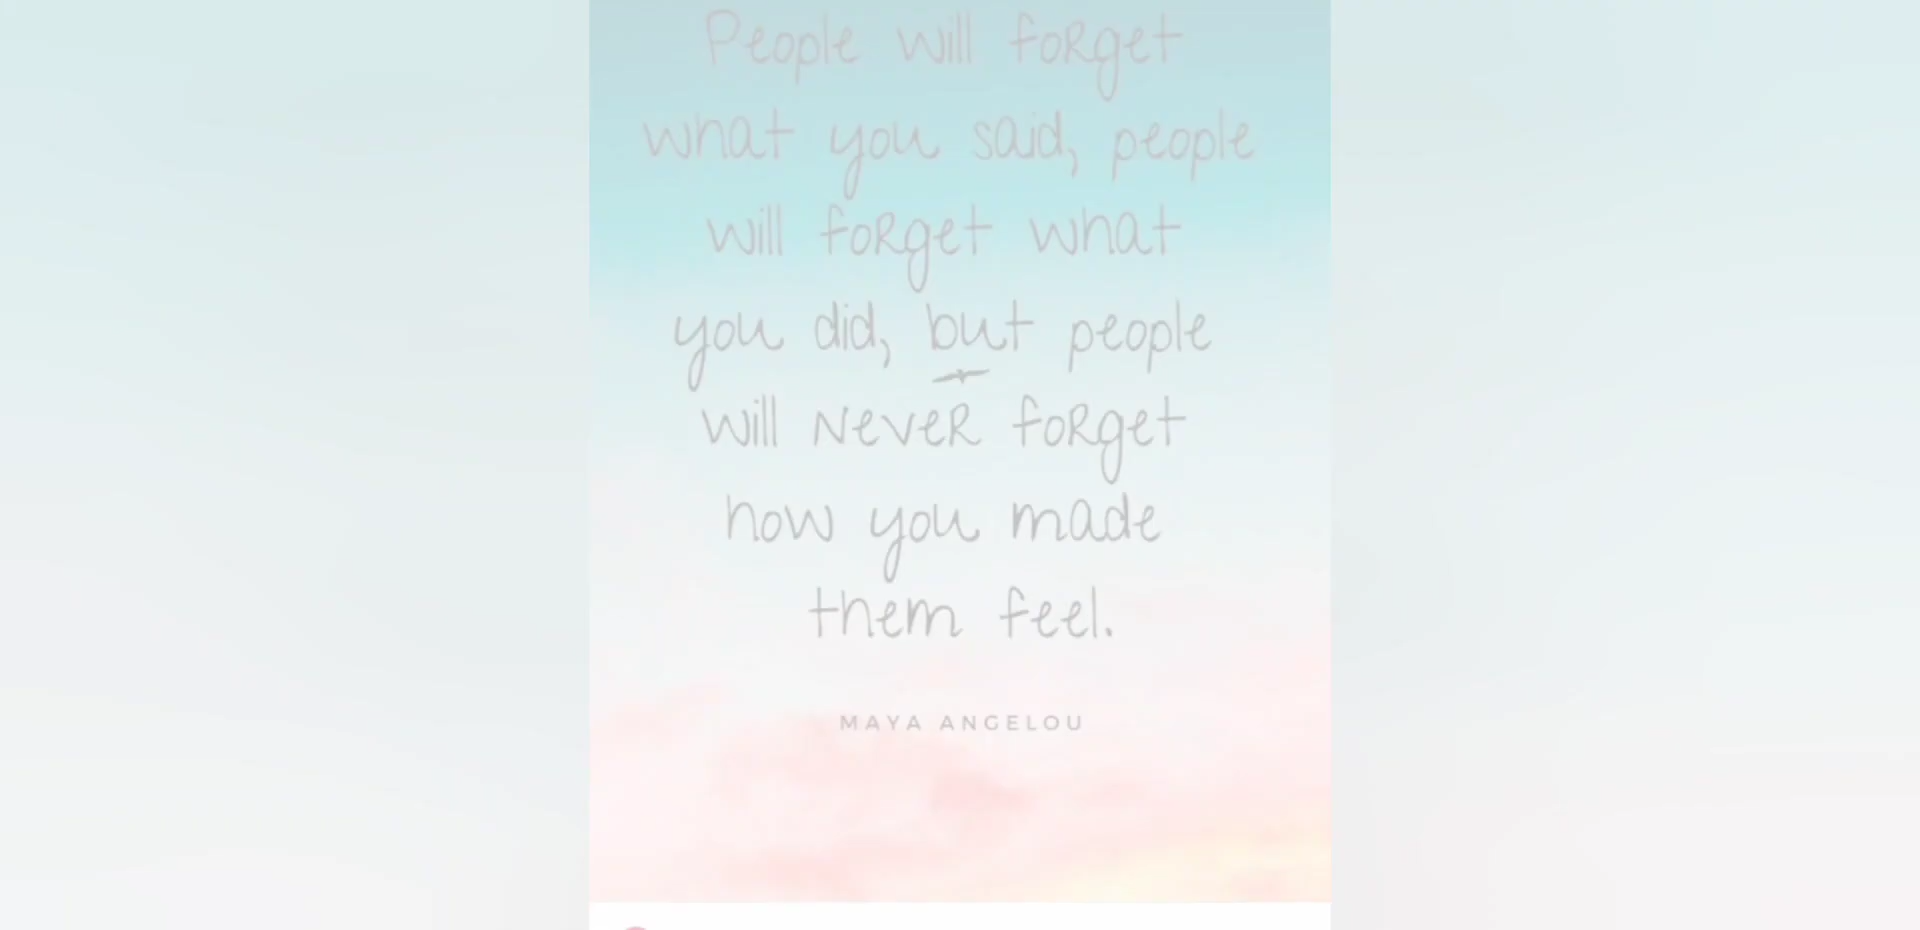 People will forget
what you said, people
will forget what
you did, but people
will never forget
how you made
them feel.
MAYA ANGELOU